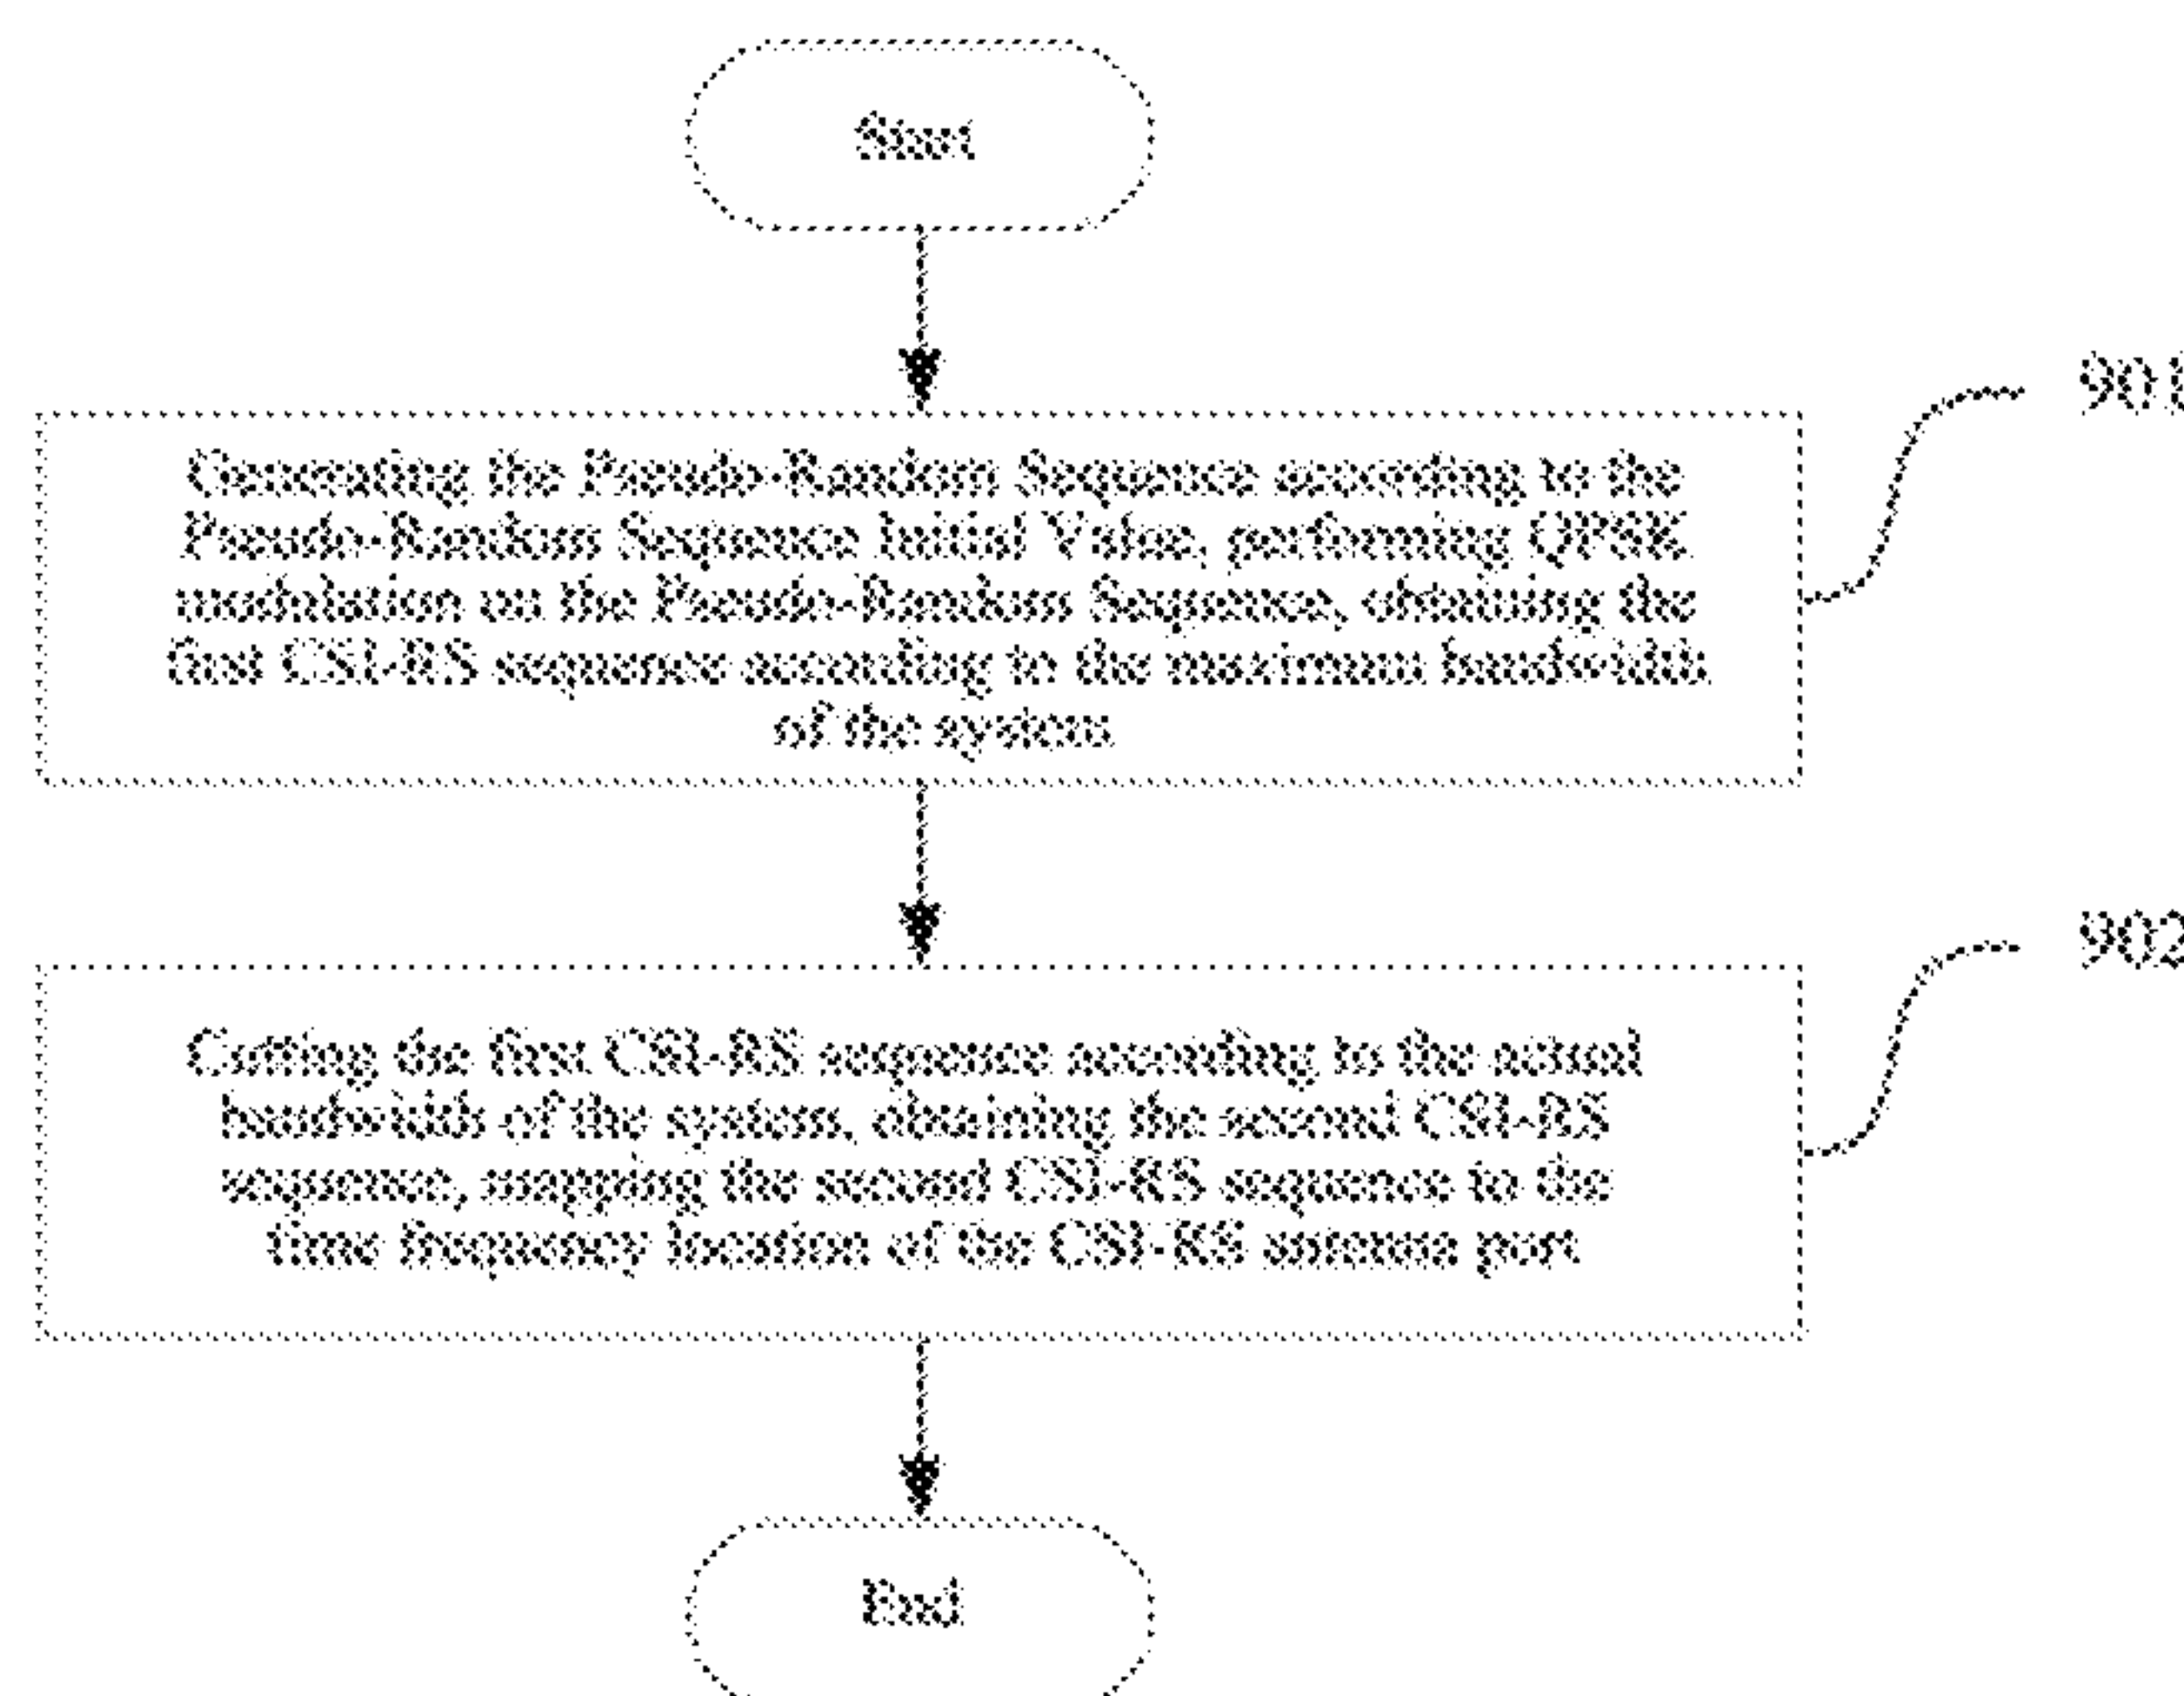 Start
901
Generating the Pseudo-Random Sequence according to the
Pseudo-Random Sequence Initial Value, performing QPSK
modulation on the Pseudo-Random Sequence, obtaining the
first CSI-RS sequence according to the maximum bandwidth
of the system
902
Cutting the first CSI-RS sequence according to the actual
bandwidth of the system, obtaining the second CSI-RS
sequence, mapping the second CSI-RS sequence to the
time frequency location of the CSI-RS antenna port
End